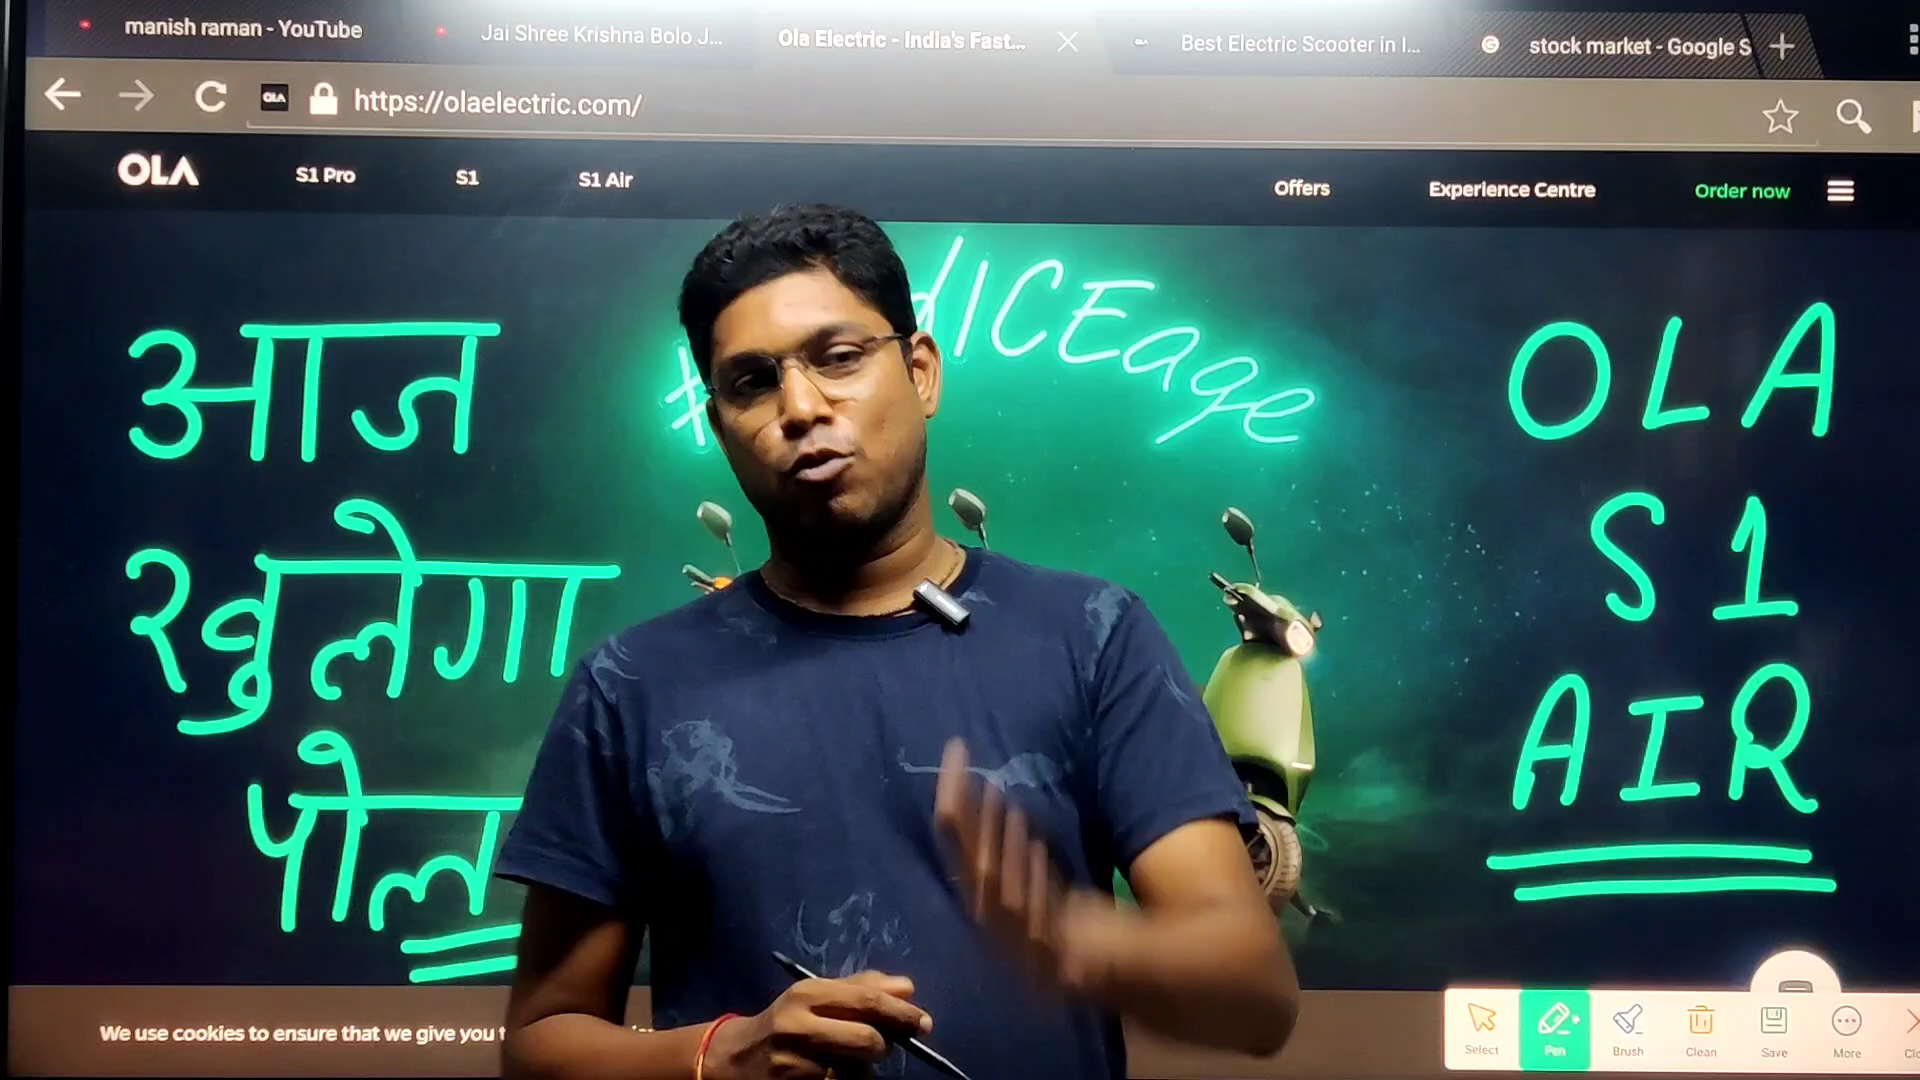 manish raman - YouTube
Jai Shree Krishna Bolo J...
Ola Electric - India's Fast...
Best Electric Scooter in I...
stock market - Google S
https://olaelectric.com/
OLA
S1 Pro
S1
S1 Air
Offers
Experience Centre
Order now
dICEage
आज
खुलेगा
पोल
OLA
S1
AIR
We use cookies to ensure that we give you
Select
Pen
Brush
Clean
Save
More